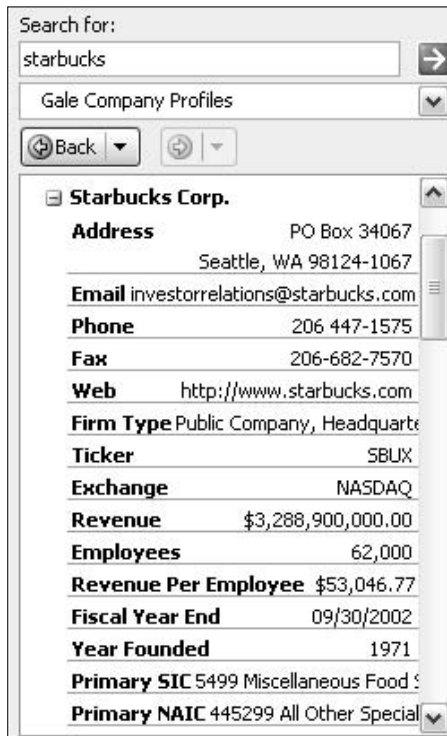 Search for:
starbucks
Gale Company Profiles
Back
Starbucks Corp.
Address PO Box 34067
Seattle, WA 98124-1067
Email investorrelations@starbucks.com
Phone 206 447-1575
Fax 206-682-7570
Web http://www.starbucks.com
Firm Type Public Company, Headquarte
Ticker SBUX
Exchange NASDAQ
Revenue $3,288,900,000.00
Employees 62,000
Revenue Per Employee $53,046.77
Fiscal Year End 09/30/2002
Year Founded 1971
Primary SIC 5499 Miscellaneous Food S
Primary NAIC 445299 All Other Special